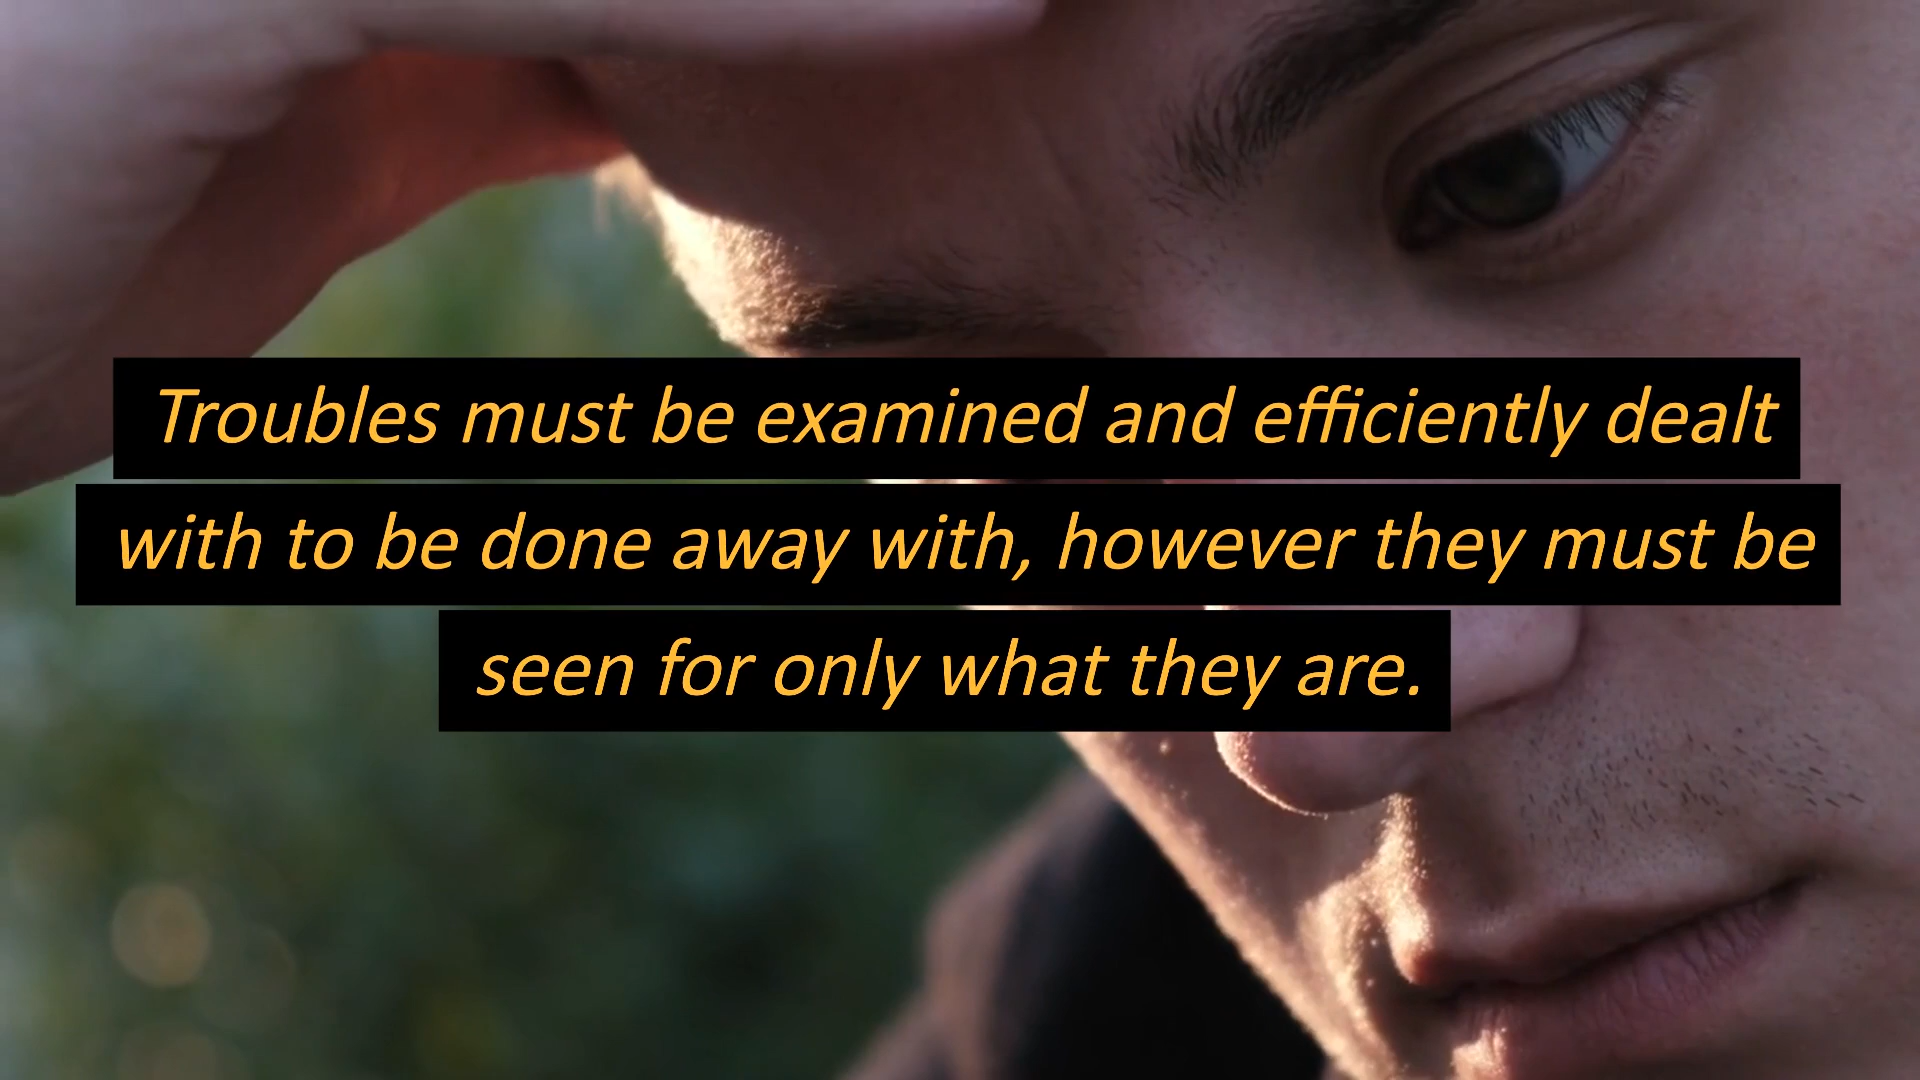 Troubles must be examined and efficiently dealt
with to be done away with, however they must be
seen for only what they are.